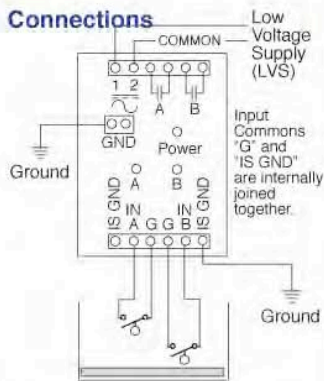 Connections
Low
Voltage
Supply
(LVS)
COMMON
1 2
A B
GND
Power
Ground
A B
Input
Commons
"G" and
"IS GND"
are internally
joined
together.
IS GND
IN
A G G B
IN
IS GND
Ground